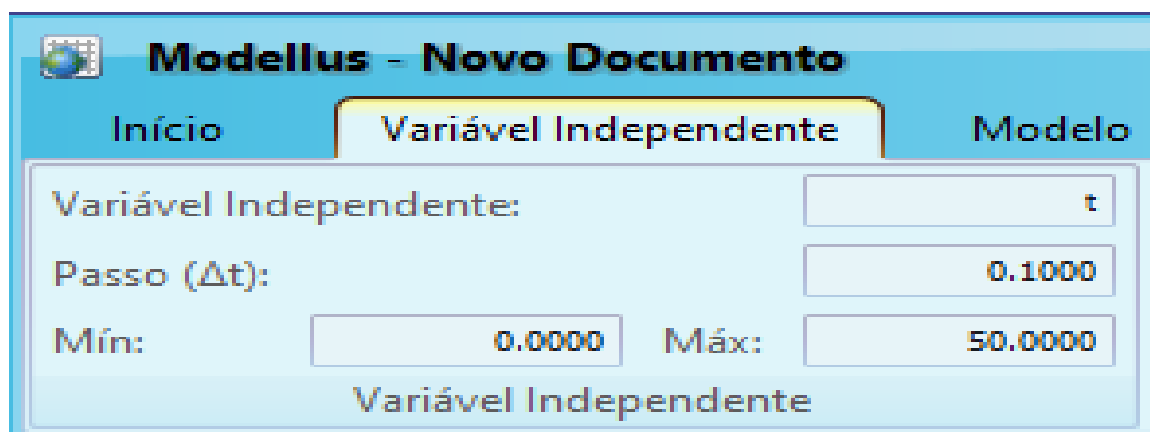 Modellus - Novo Documento
Início Variável Independente Modelo
Variável Independente: t
Passo (Δt): 0.1000
Mín: 0.0000 Máx: 50.0000
Variável Independente